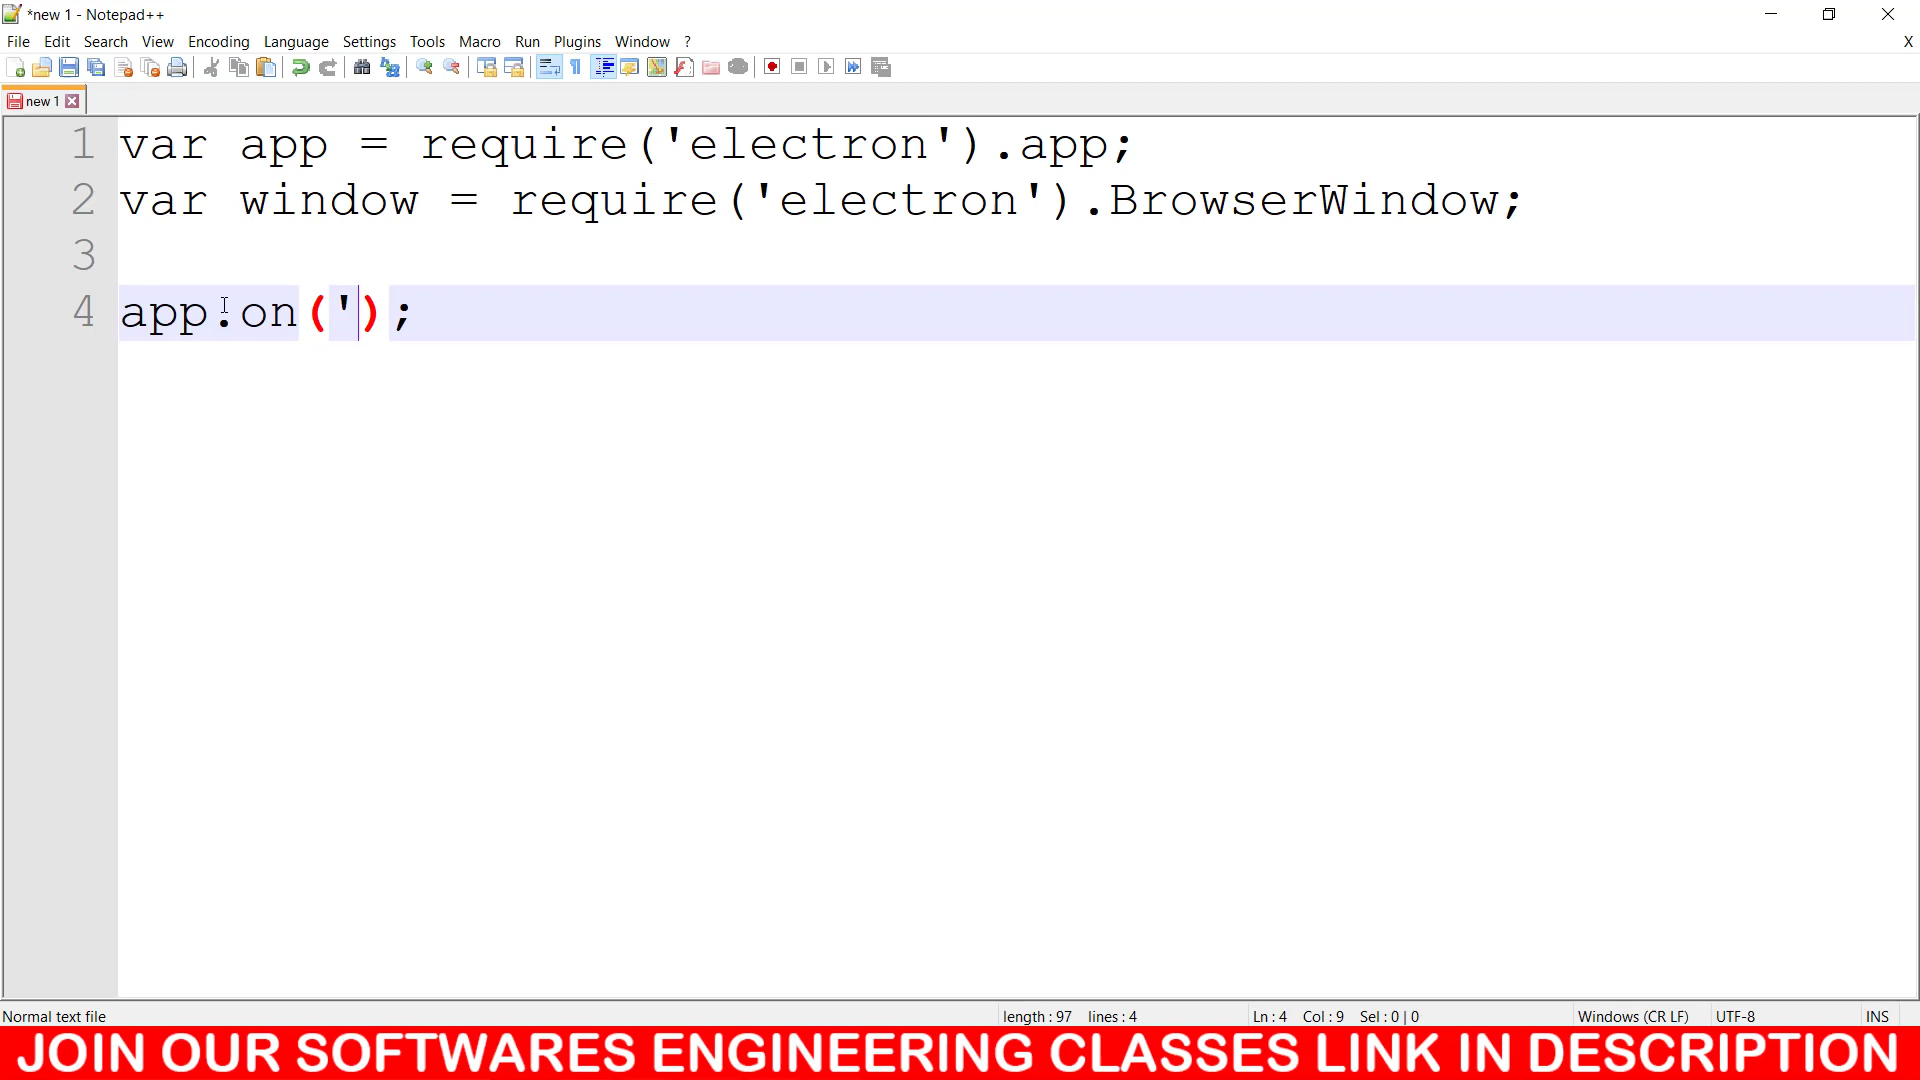 *new 1 - Notepad++
File Edit Search View Encoding Language Settings Tools Macro Run Plugins Window ? X
new 1
1 var app = require('electron').app;
2 var window = require('electron').BrowserWindow;
3
4 app.on(');
Normal text file length : 97 lines : 4 Ln : 4 Col : 9 Sel : 0 | 0 Windows (CR LF) UTF-8 INS
JOIN OUR SOFTWARES ENGINEERING CLASSES LINK IN DESCRIPTION